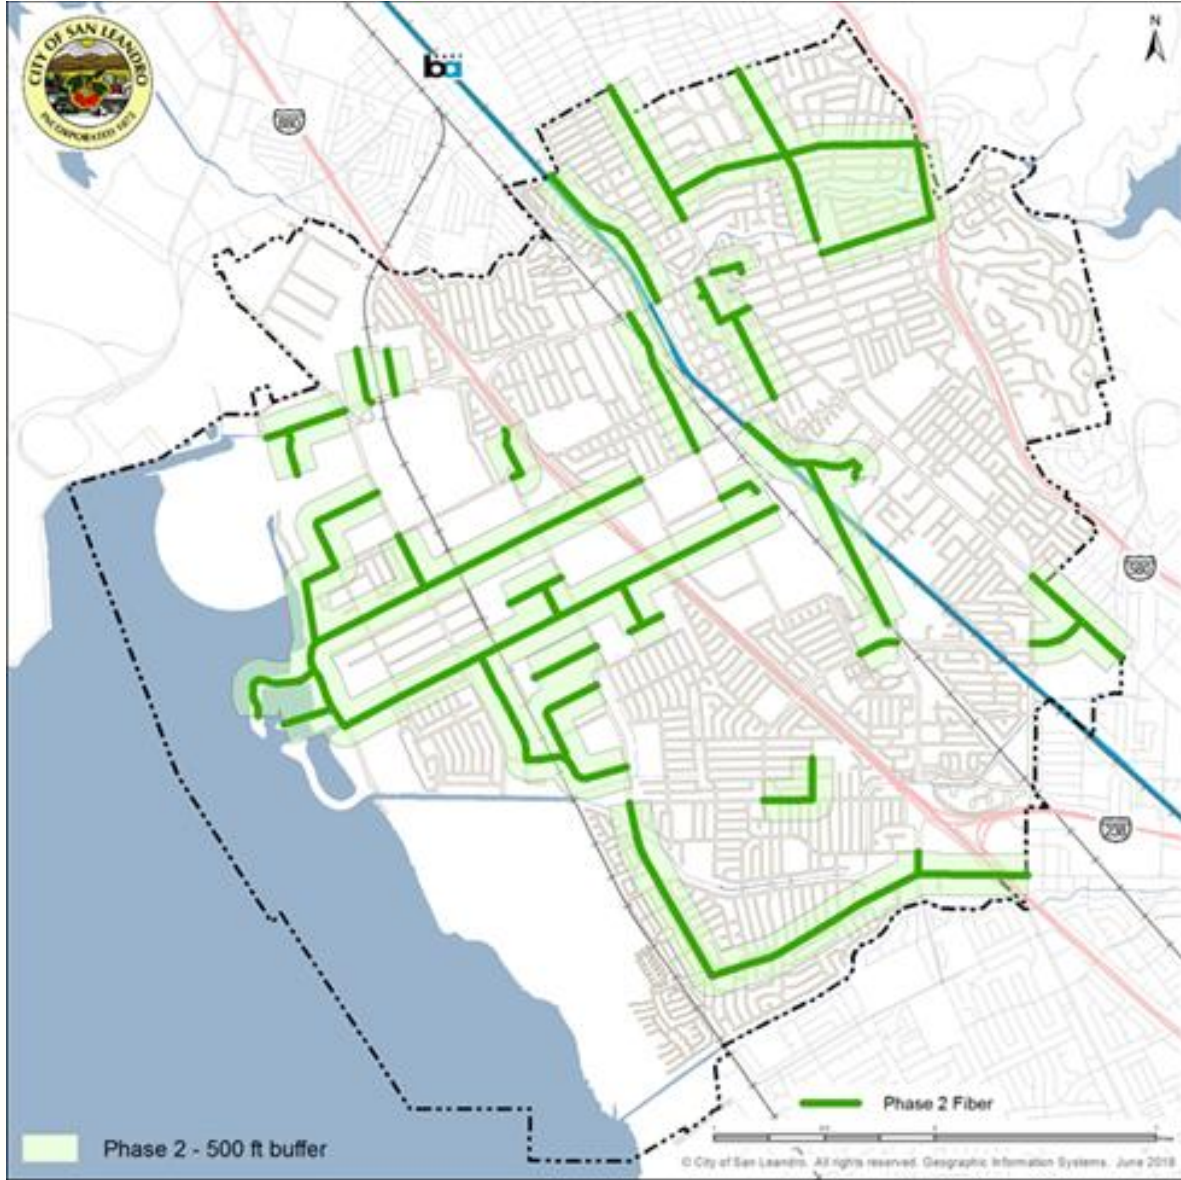 CITY OF SAN LEANDRO
INCORPORATED 1872
ba
N
880
580
238
Phase 2 Fiber
Phase 2 - 500 ft buffer
© City of San Leandro. All rights reserved. Geographic Information Systems. June 2018